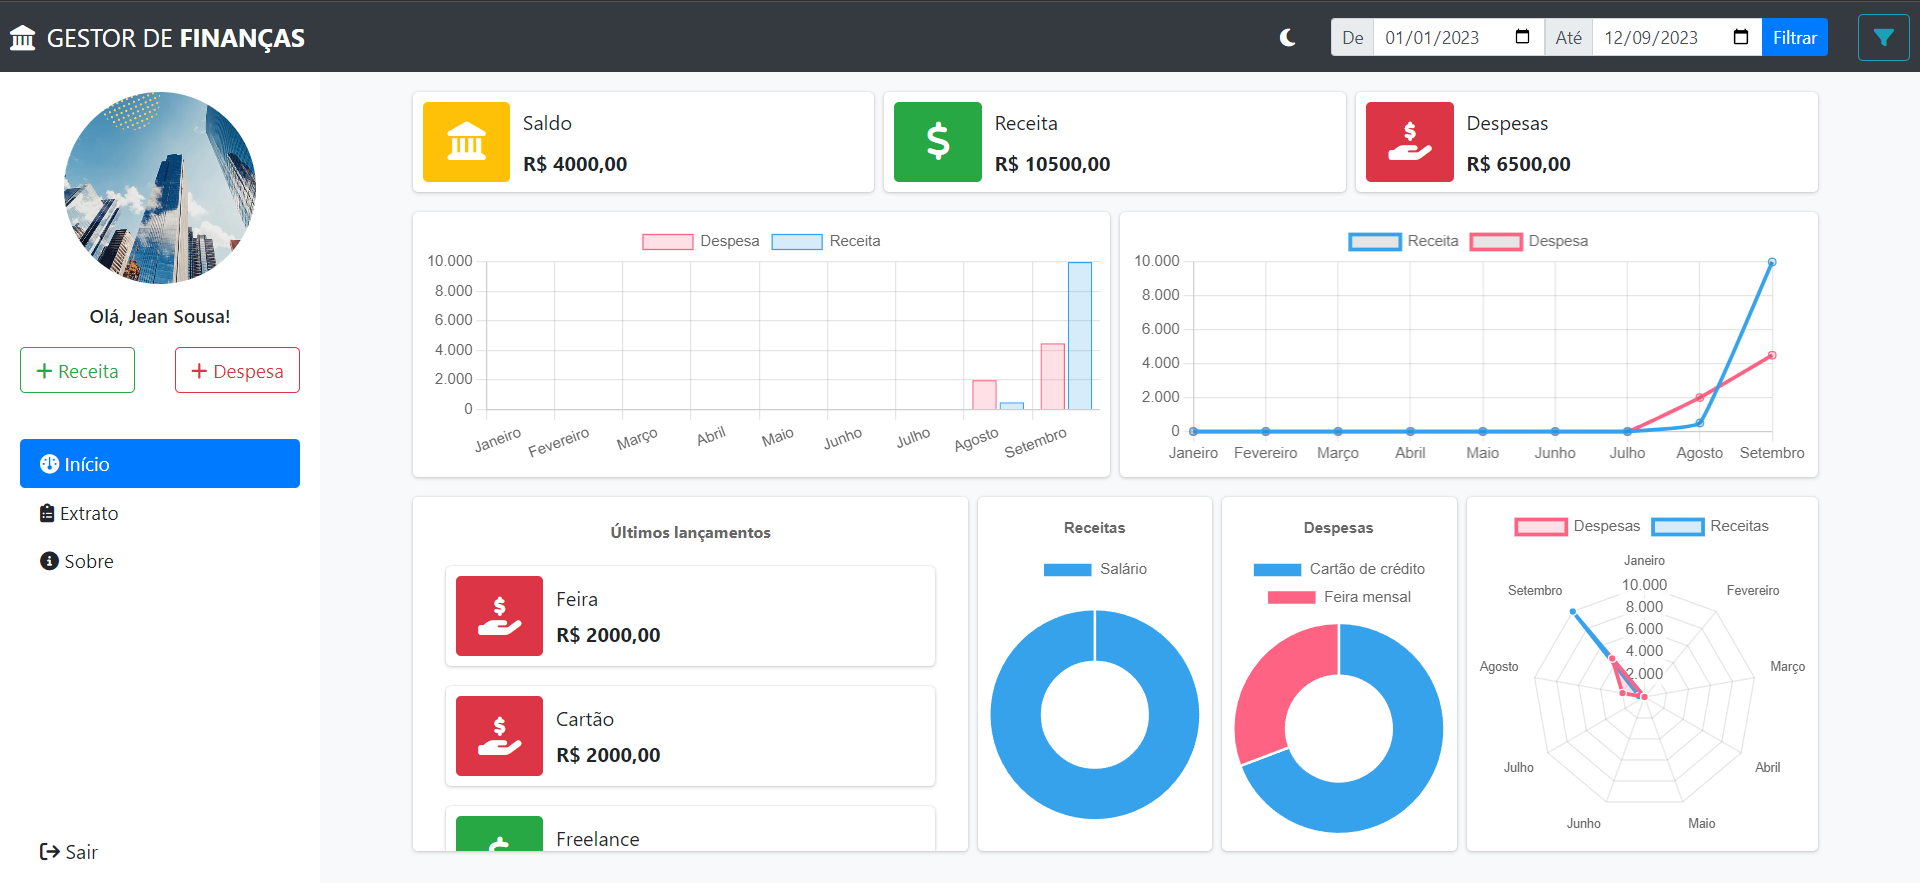 GESTOR DE FINANÇAS
De 01/01/2023 Até 12/09/2023 Filtrar
Olá, Jean Sousa!
+ Receita
+ Despesa
Início
Extrato
Sobre
Sair
Saldo
R$ 4000,00
Receita
R$ 10500,00
Despesas
R$ 6500,00
Despesa Receita
10.000
8.000
6.000
4.000
2.000
0
Janeiro Fevereiro Março Abril Maio Junho Julho Agosto Setembro
Receita Despesa
10.000
8.000
6.000
4.000
2.000
0
Janeiro Fevereiro Março Abril Maio Junho Julho Agosto Setembro
Últimos lançamentos
Feira
R$ 2000,00
Cartão
R$ 2000,00
Freelance
Receitas
Salário
Despesas
Cartão de crédito
Feira mensal
Despesas Receitas
Janeiro
Fevereiro
Março
Abril
Maio
Junho
Julho
Agosto
Setembro
10.000
8.000
6.000
4.000
2.000